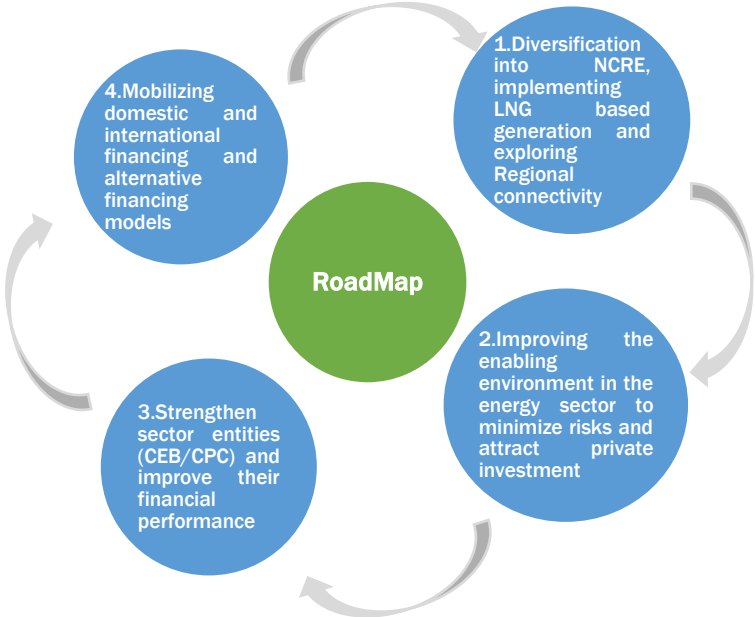 1.Diversification
into NCRE,
implementing
LNG based
generation and
exploring
Regional
connectivity
2.Improving the
enabling
environment in the
energy sector to
minimize risks and
attract private
investment
3.Strengthen
sector entities
(CEB/CPC) and
improve their
financial
performance
4.Mobilizing
domestic and
international
financing and
alternative
financing
models
RoadMap